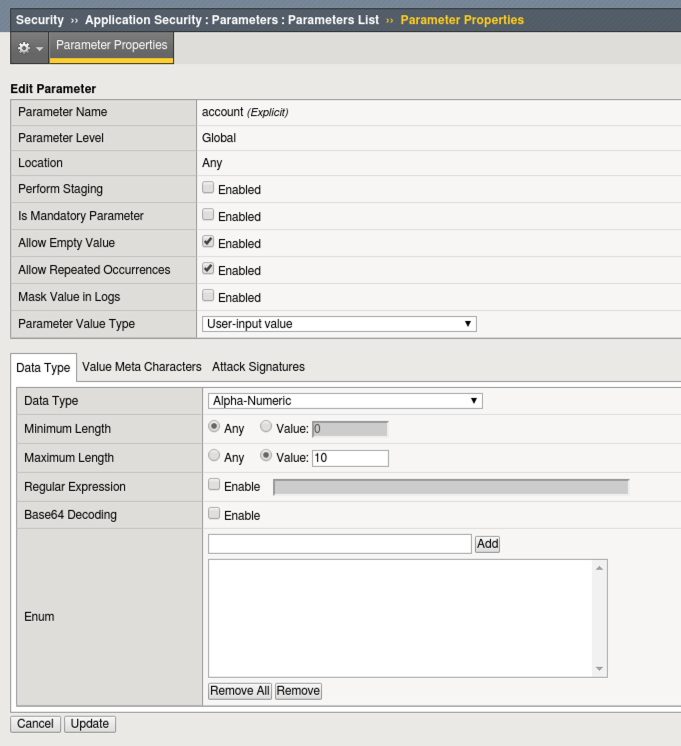 Security ›› Application Security : Parameters : Parameters List ›› Parameter Properties
Parameter Properties
Edit Parameter
Parameter Name account (Explicit)
Parameter Level Global
Location Any
Perform Staging Enabled
Is Mandatory Parameter Enabled
Allow Empty Value Enabled
Allow Repeated Occurrences Enabled
Mask Value in Logs Enabled
Parameter Value Type User-input value
Data Type Value Meta Characters Attack Signatures
Data Type Alpha-Numeric
Minimum Length Any Value: 0
Maximum Length Any Value: 10
Regular Expression Enable
Base64 Decoding Enable
Add
Enum
Remove All Remove
Cancel Update